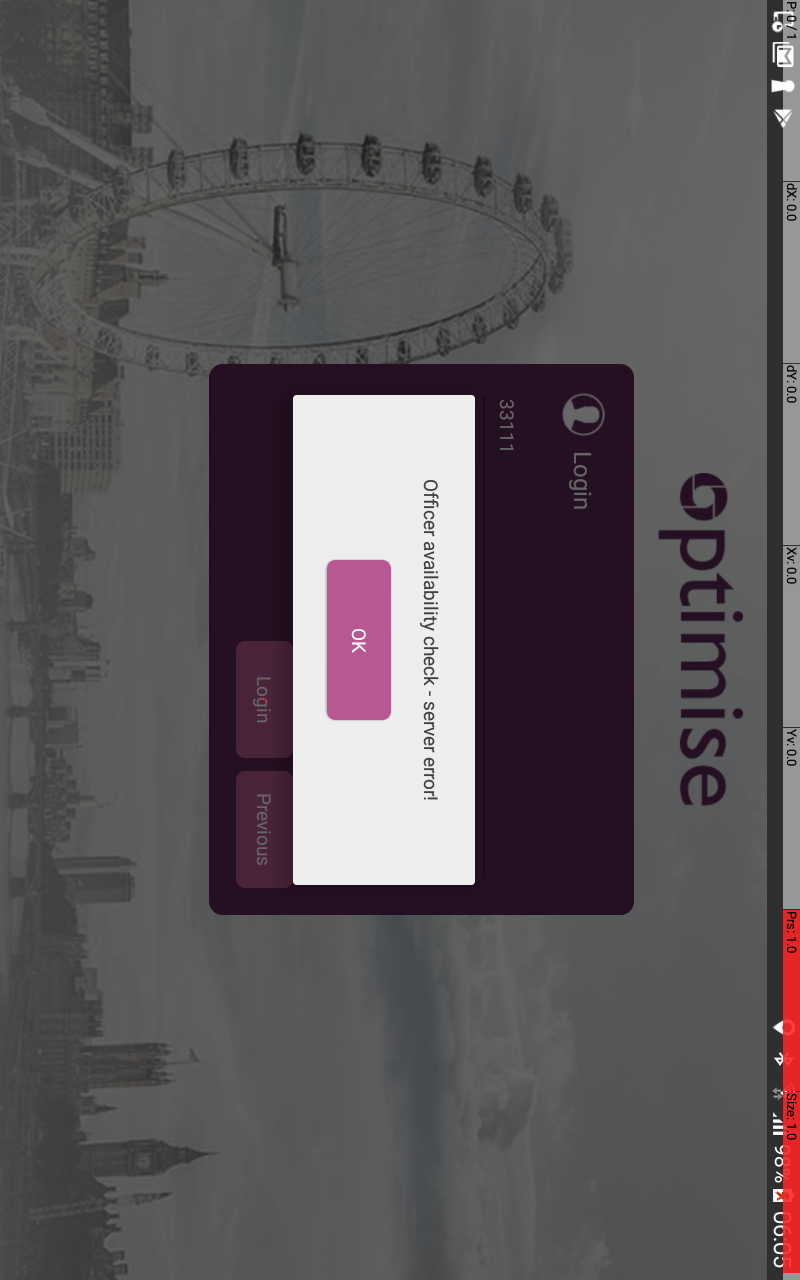 P: 0 / 1
dX: 0.0
dY: 0.0
Xv: 0.0
Yv: 0.0
Prs: 1.0
Size: 1.0
98%
06:05
Optimise
Login
33111
Officer availability check - server error!
OK
Login
Previous